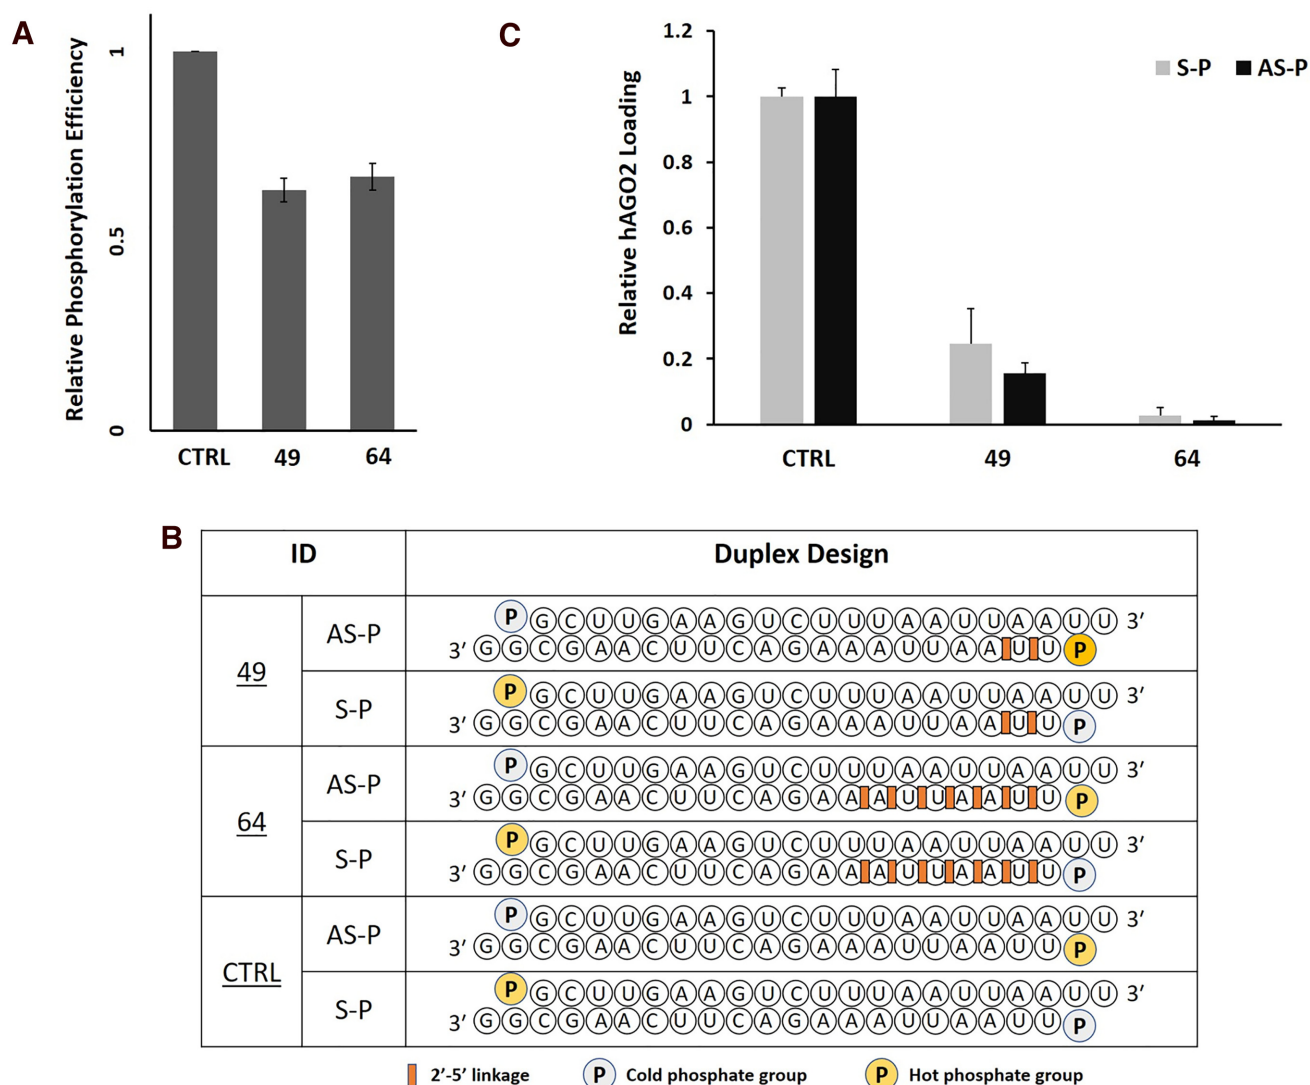 A
Relative Phosphorylation Efficiency
1
0.5
0
CTRL 49 64
C
Relative hAGO2 Loading
1.2
1
0.8
0.6
0.4
0.2
0
S-P AS-P
CTRL 49 64
B
ID Duplex Design
49
AS-P
P G C U U G A A G U C U U U A A U U A A U U 3′
3′ G G C G A A C U U C A G A A A U U A A U U P
S-P
P G C U U G A A G U C U U U A A U U A A U U 3′
3′ G G C G A A C U U C A G A A A U U A A U U P
64
AS-P
P G C U U G A A G U C U U U A A U U A A U U 3′
3′ G G C G A A C U U C A G A A A U U A A U U P
S-P
P G C U U G A A G U C U U U A A U U A A U U 3′
3′ G G C G A A C U U C A G A A A U U A A U U P
CTRL
AS-P
P G C U U G A A G U C U U U A A U U A A U U 3′
3′ G G C G A A C U U C A G A A A U U A A U U P
S-P
P G C U U G A A G U C U U U A A U U A A U U 3′
3′ G G C G A A C U U C A G A A A U U A A U U P
2′-5′ linkage P Cold phosphate group P Hot phosphate group